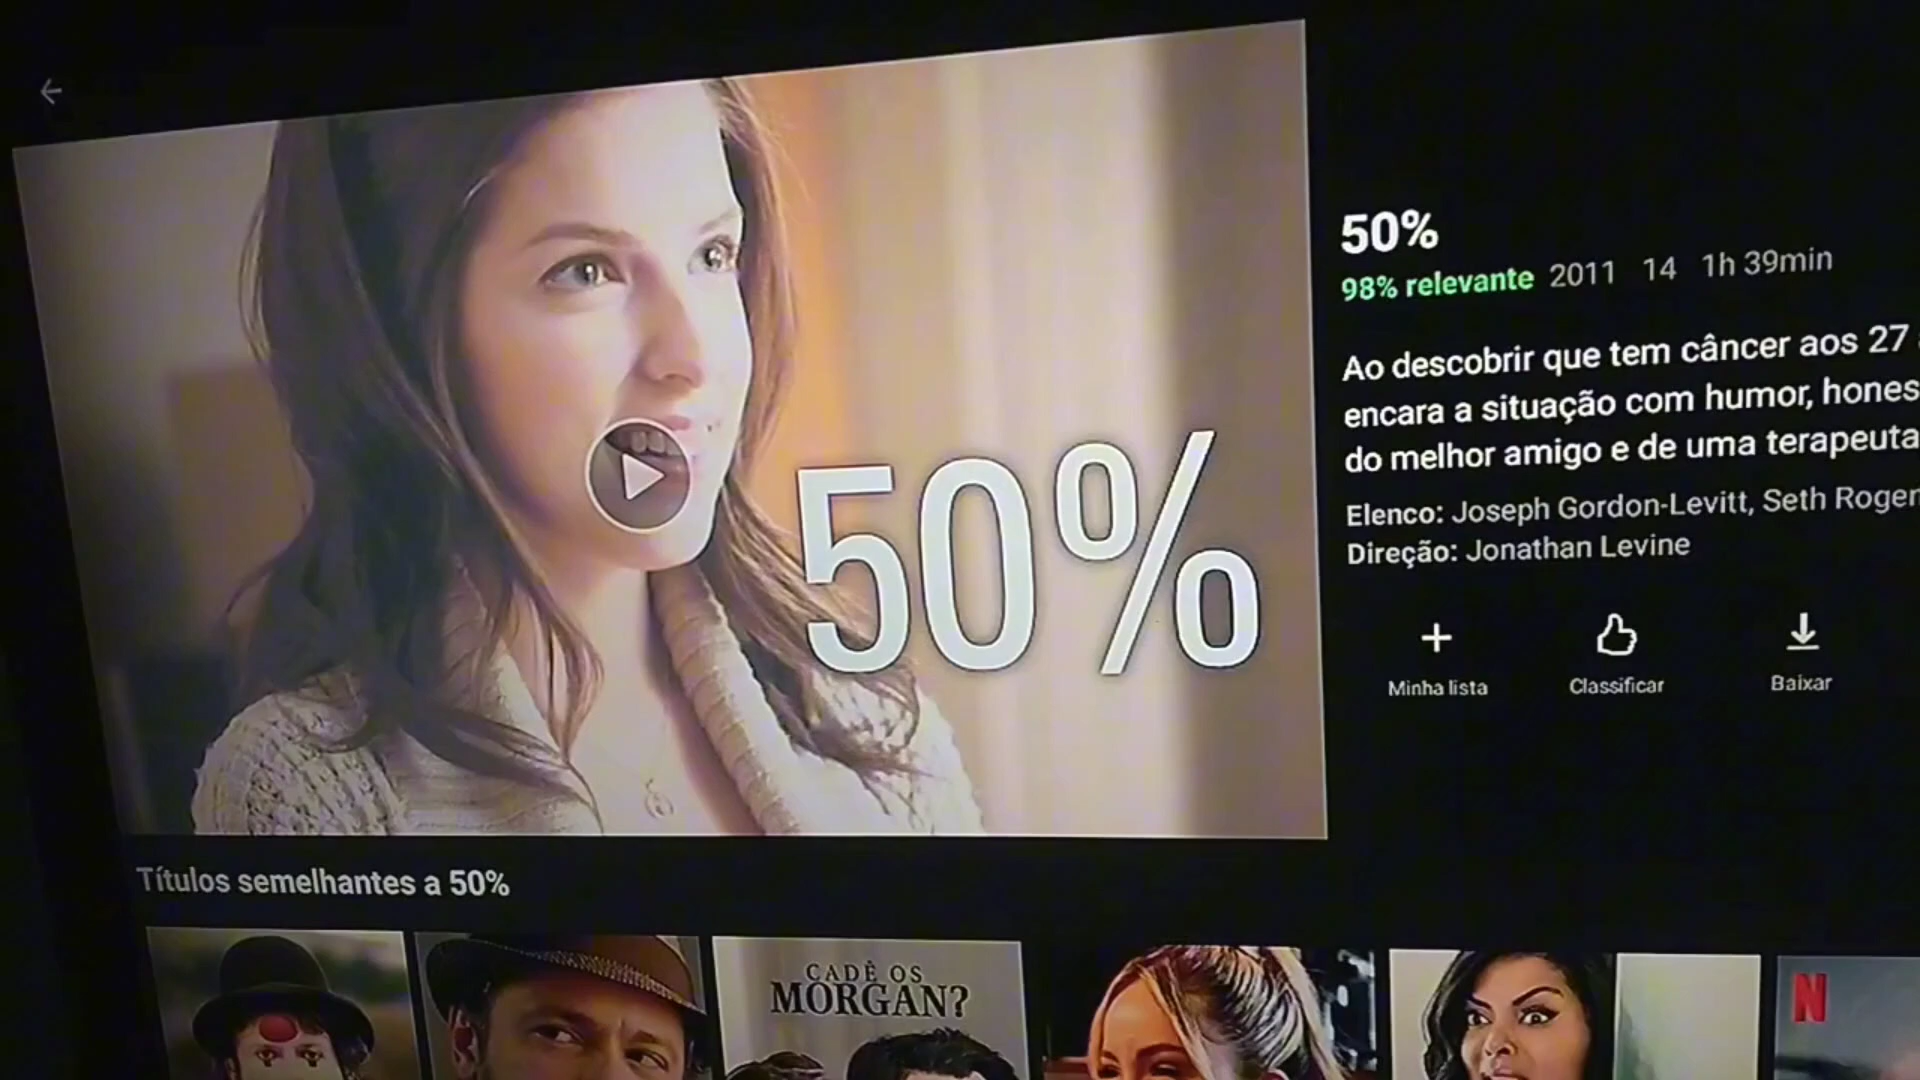 50%
50%
98% relevante 2011 14 1h 39min
Ao descobrir que tem câncer aos 27
encara a situação com humor, hones
do melhor amigo e de uma terapeuta
Elenco: Joseph Gordon-Levitt, Seth Rogen
Direção: Jonathan Levine
Minha lista Classificar Baixar
Títulos semelhantes a 50%
CADÊ OS
MORGAN?
N